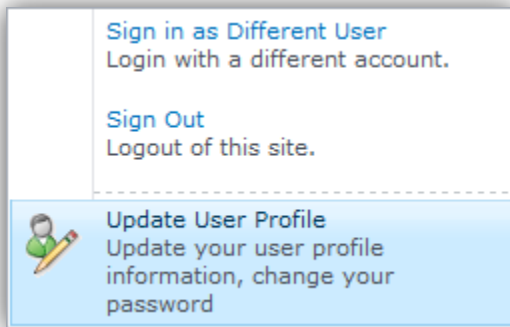 Sign in as Different User
Login with a different account.
Sign Out
Logout of this site.
Update User Profile
Update your user profile
information, change your
password